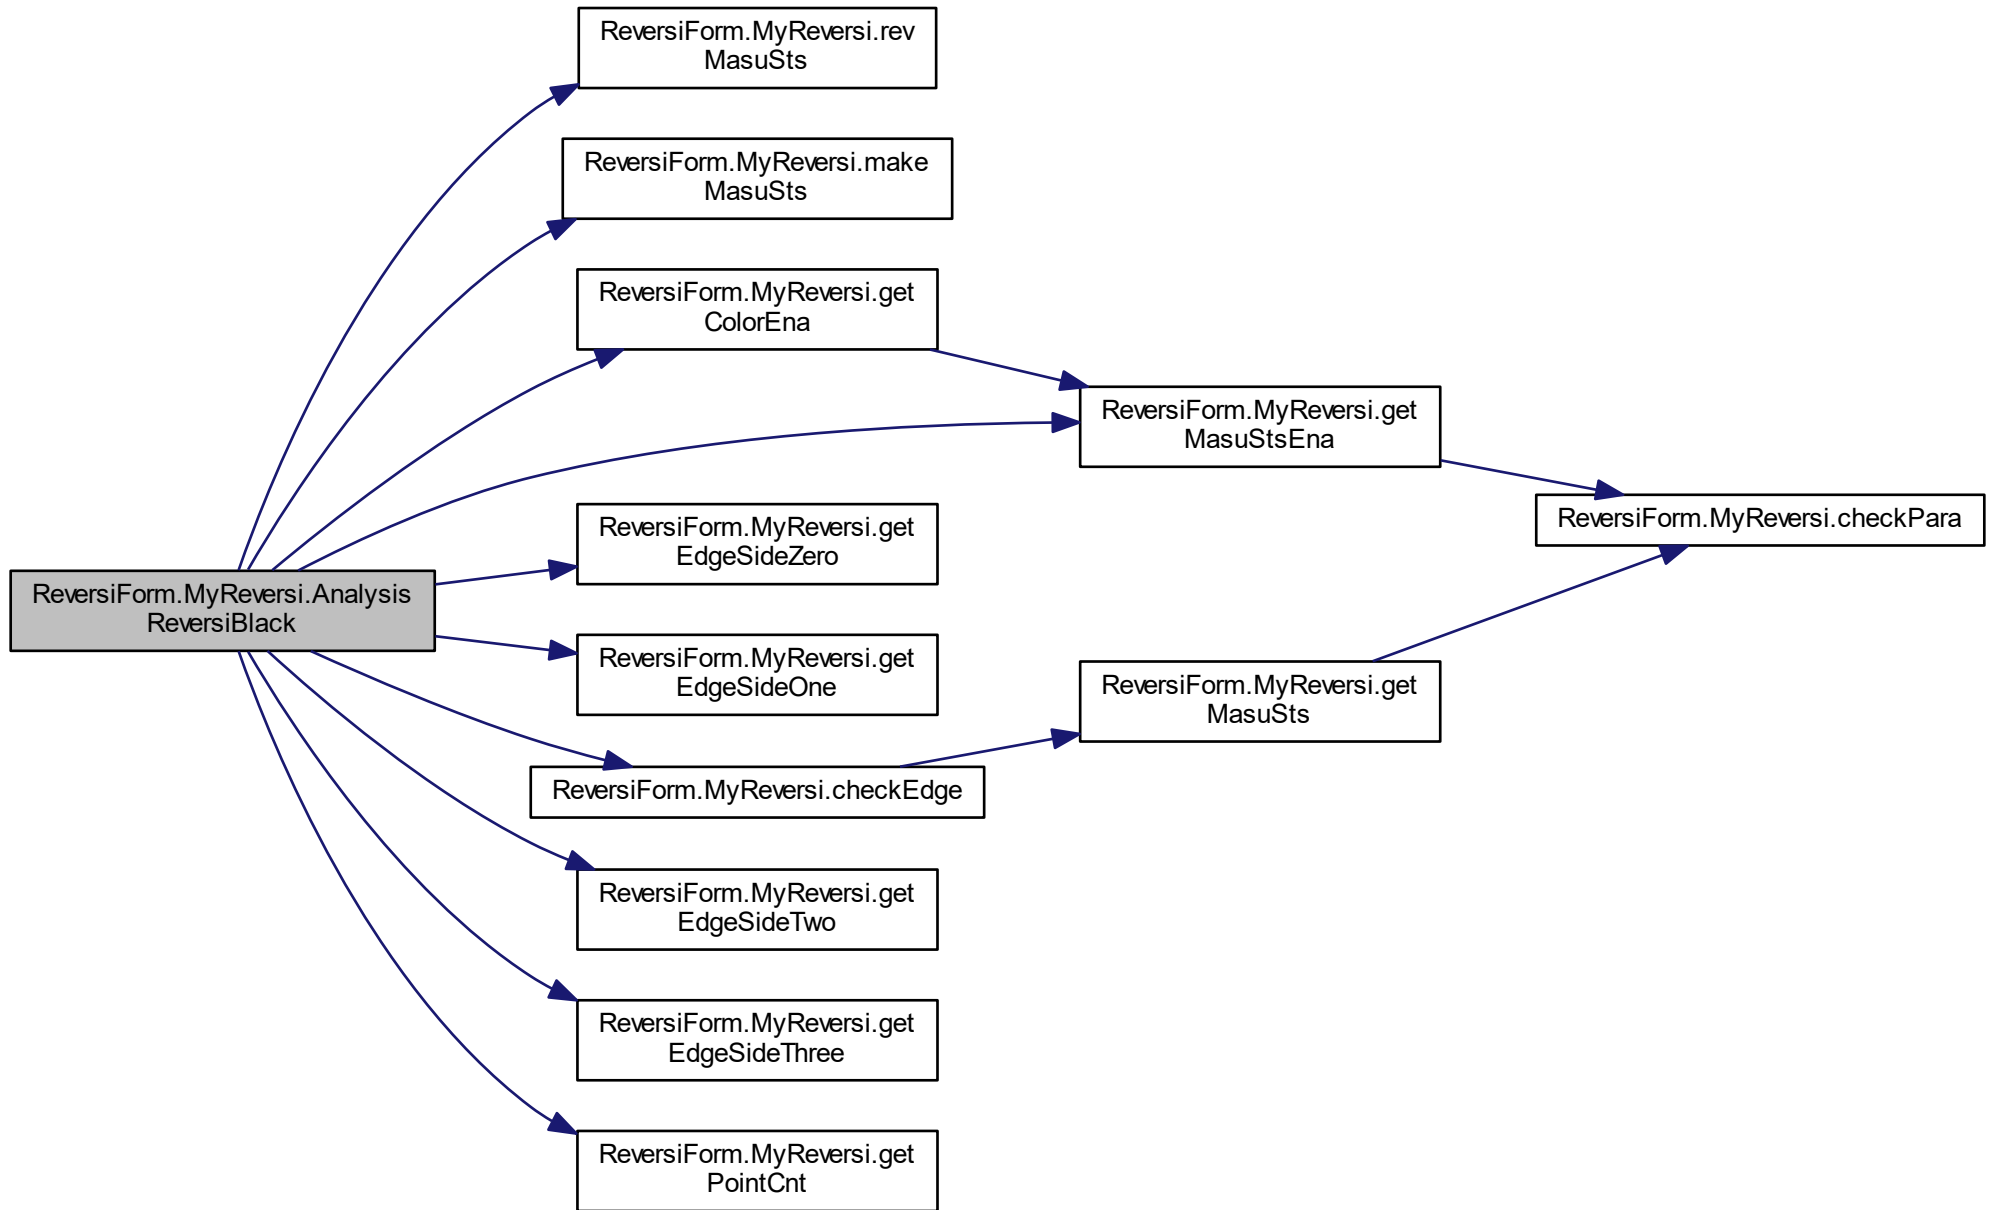 ReversiForm.MyReversi.rev
MasuSts
ReversiForm.MyReversi.make
MasuSts
ReversiForm.MyReversi.get
ColorEna
ReversiForm.MyReversi.get
MasuStsEna
ReversiForm.MyReversi.checkPara
ReversiForm.MyReversi.get
EdgeSideZero
ReversiForm.MyReversi.Analysis
ReversiBlack
ReversiForm.MyReversi.get
EdgeSideOne
ReversiForm.MyReversi.get
MasuSts
ReversiForm.MyReversi.checkEdge
ReversiForm.MyReversi.get
EdgeSideTwo
ReversiForm.MyReversi.get
EdgeSideThree
ReversiForm.MyReversi.get
PointCnt